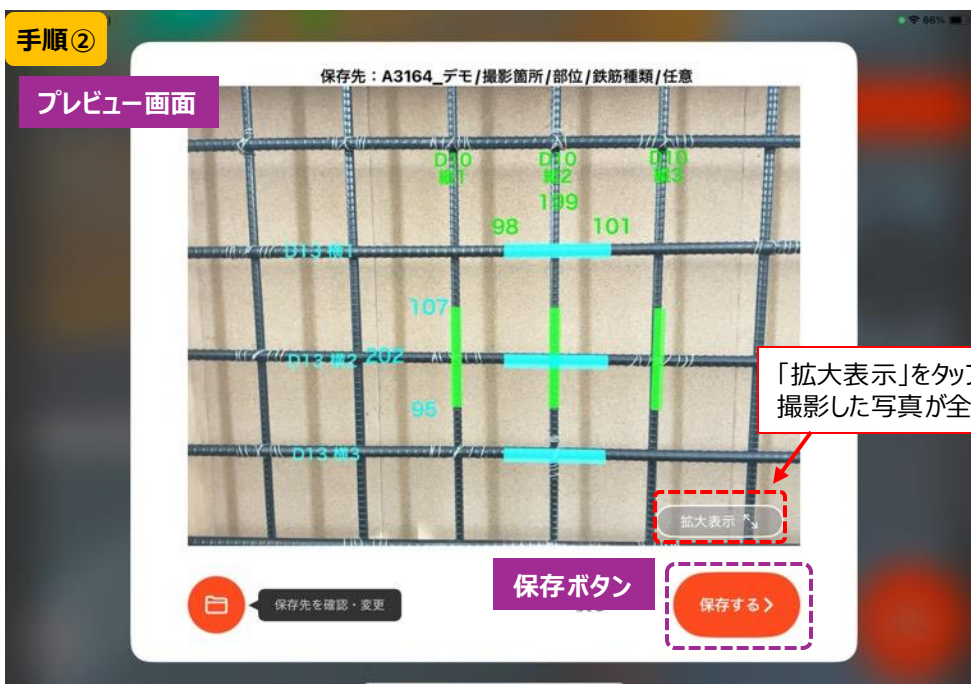 手順②
66%
保存先：A3164_デモ/撮影箇所/部位/鉄筋種類/任意
プレビュー画面
D10 D10 D10
縦1 縦2 縦3
199
98 101
D13 横1
107
D13 横2 202
95
D13 横3
「拡大表示」をタッ
撮影した写真が全
拡大表示
保存ボタン
保存先を確認・変更
保存する